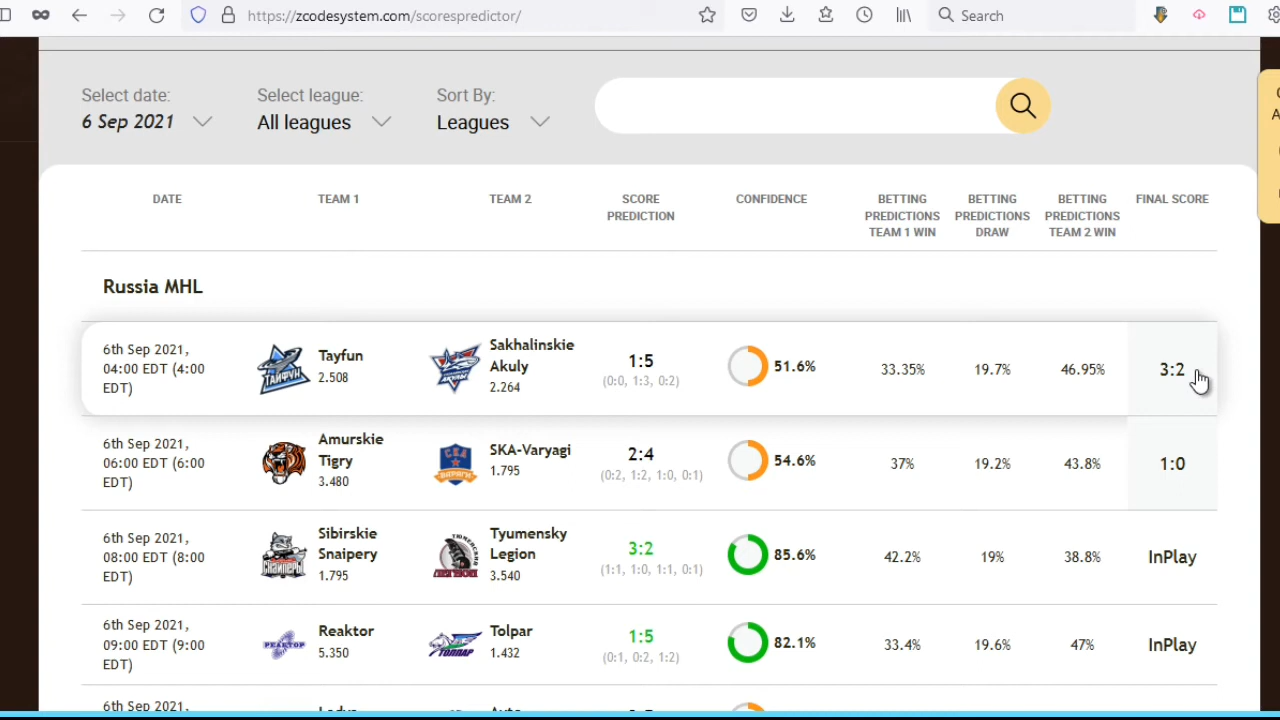 https://zcodesystem.com/scorespredictor/
Search
Select date:
6 Sep 2021
Select league:
All leagues
Sort By:
Leagues
DATE
TEAM 1
TEAM 2
SCORE
PREDICTION
CONFIDENCE
BETTING
PREDICTIONS
TEAM 1 WIN
BETTING
PREDICTIONS
DRAW
BETTING
PREDICTIONS
TEAM 2 WIN
FINAL SCORE
Russia MHL
6th Sep 2021,
04:00 EDT (4:00
EDT)
ТАЙФУН
Tayfun
2.508
Sakhalinskie
Akuly
2.264
1:5
(0:0, 1:3, 0:2)
51.6%
33.35%
19.7%
46.95%
3:2
6th Sep 2021,
06:00 EDT (6:00
EDT)
Amurskie
Tigry
3.480
СКА
ВАРЯГИ
SKA-Varyagi
1.795
2:4
(0:2, 1:2, 1:0, 0:1)
54.6%
37%
19.2%
43.8%
1:0
6th Sep 2021,
08:00 EDT (8:00
EDT)
Снайперы
Sibirskie
Snaipery
1.795
Tyumensky
Legion
3.540
3:2
(1:1, 1:0, 1:1, 0:1)
85.6%
42.2%
19%
38.8%
InPlay
6th Sep 2021,
09:00 EDT (9:00
EDT)
РЕАКТОР
Reaktor
5.350
ТОЛПАР
Tolpar
1.432
1:5
(0:1, 0:2, 1:2)
82.1%
33.4%
19.6%
47%
InPlay
6th Sep 2021,